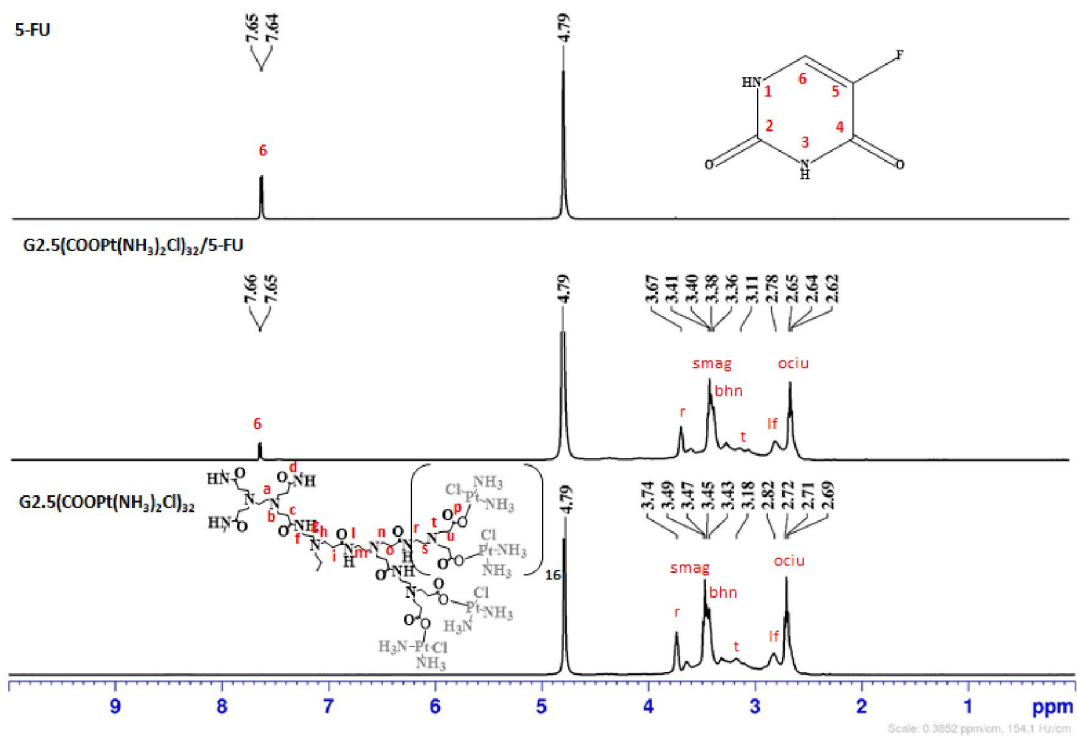 5-FU
7.65
7.64
4.79
6
HN
1
2
3
4
5
6
F
O
N
H
O
G2.5(COOPt(NH3)2Cl)32/5-FU
7.66
7.65
4.79
3.67
3.41
3.40
3.38
3.36
3.11
2.78
2.65
2.64
2.62
6
r
smag
bhn
t
lf
ociu
G2.5(COOPt(NH3)2Cl)32
4.79
3.74
3.49
3.47
3.45
3.43
3.18
2.82
2.72
2.71
2.69
r
smag
bhn
t
lf
ociu
16
9
8
7
6
5
4
3
2
1
ppm
Scale: 0.3852 ppm/cm, 154.1 Hz/cm